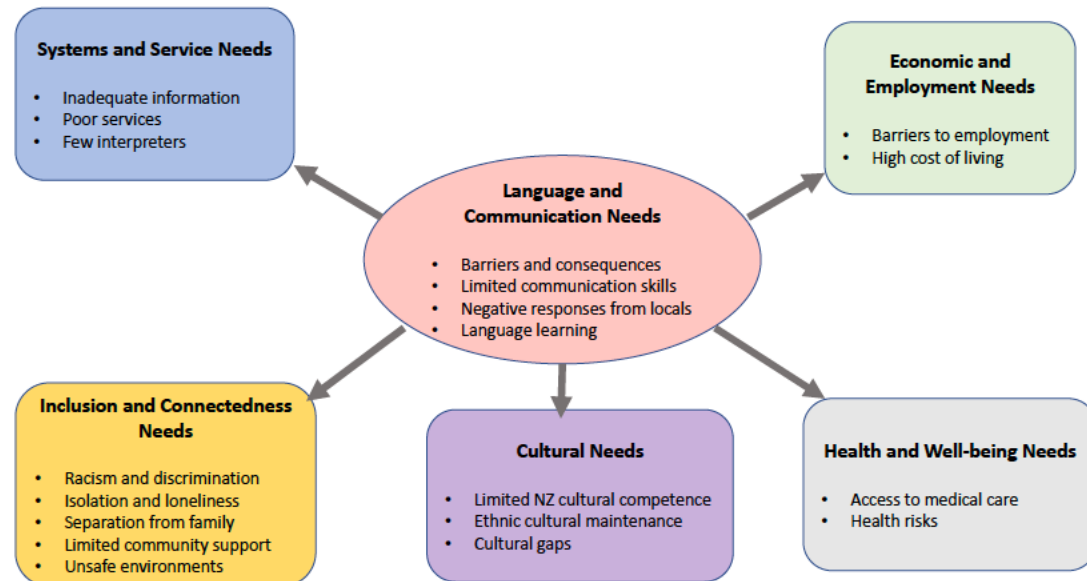 Systems and Service Needs
• Inadequate information
• Poor services
• Few interpreters
Economic and
Employment Needs
• Barriers to employment
• High cost of living
Language and
Communication Needs
• Barriers and consequences
• Limited communication skills
• Negative responses from locals
• Language learning
Inclusion and Connectedness
Needs
• Racism and discrimination
• Isolation and loneliness
• Separation from family
• Limited community support
• Unsafe environments
Cultural Needs
• Limited NZ cultural competence
• Ethnic cultural maintenance
• Cultural gaps
Health and Well-being Needs
• Access to medical care
• Health risks